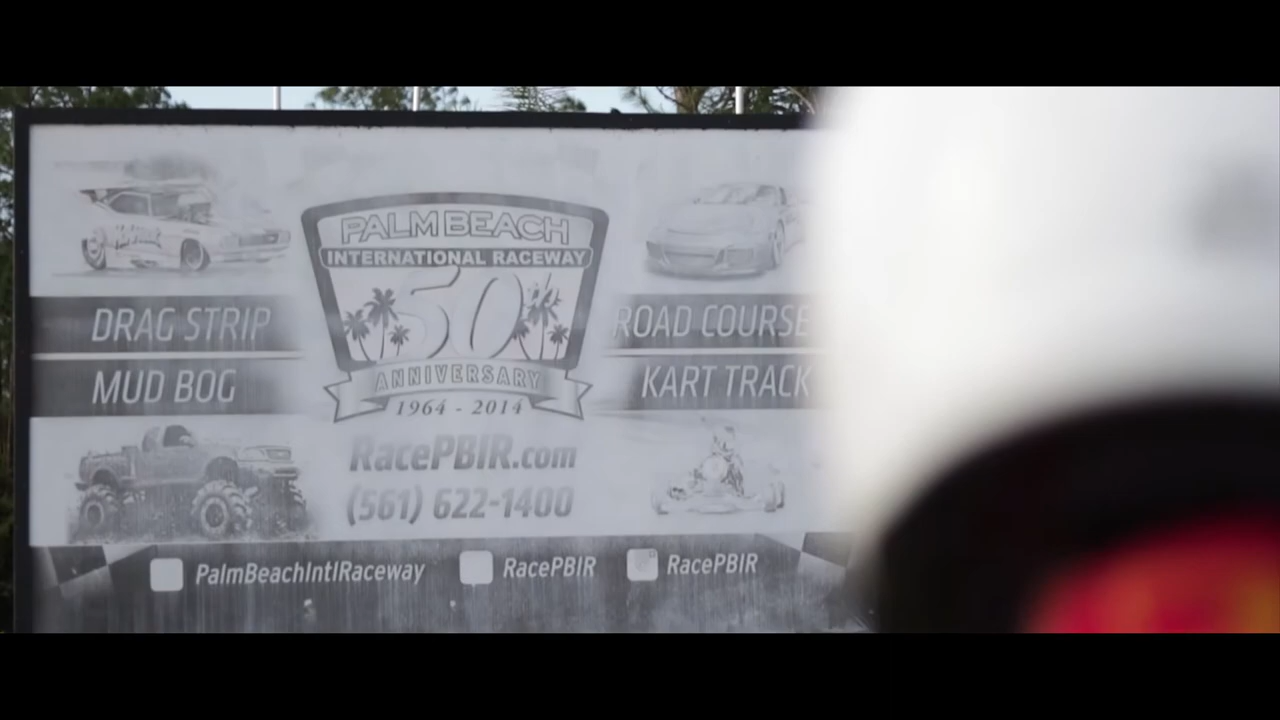 PALM BEACH
INTERNATIONAL RACEWAY
50th
ANNIVERSARY
1964 - 2014
DRAG STRIP
MUD BOG
ROAD COURSE
KART TRACK
RacePBIR.com
(561) 622-1400
PalmBeachIntlRaceway
RacePBIR
RacePBIR